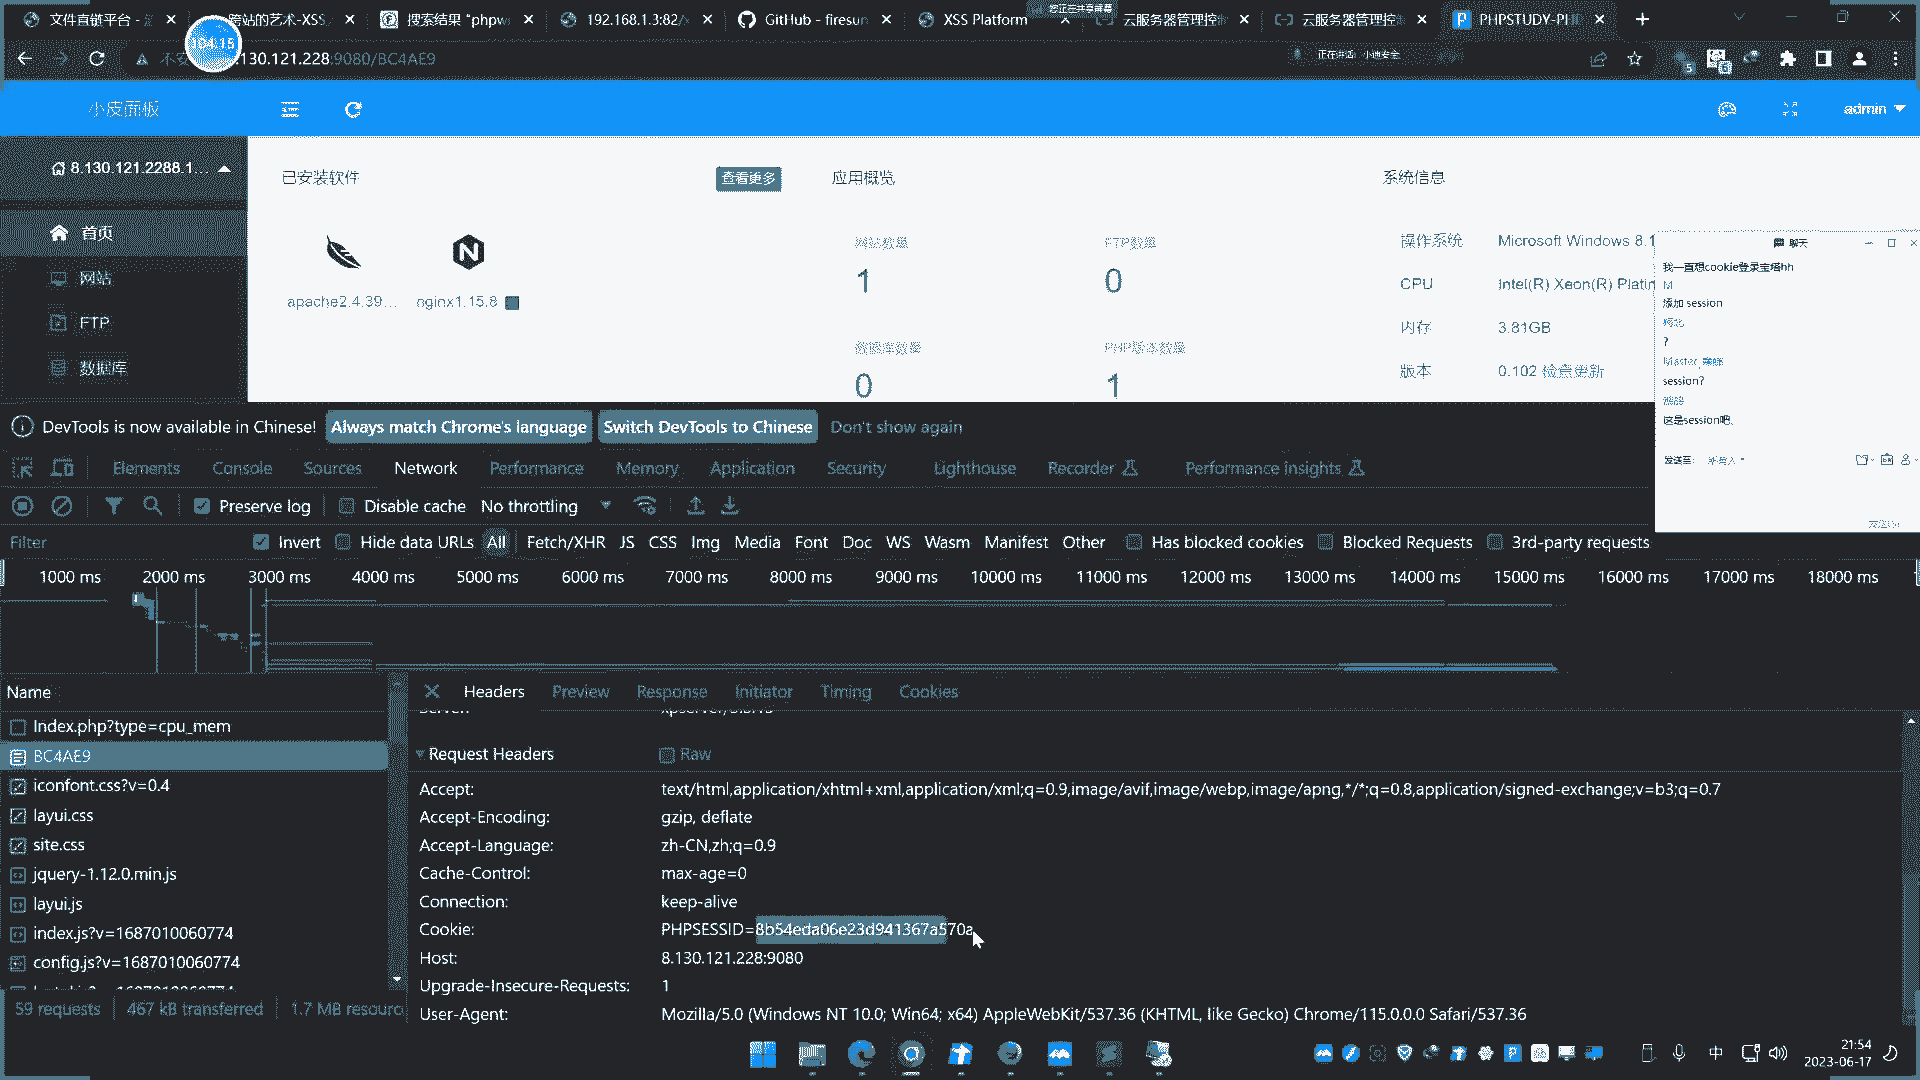 文件直链平台 -
跨站的艺术-XSS
搜索结果 "phpw
192.168.1.3:82/x
GitHub - firesun
XSS Platform
您正在共享屏幕
云服务器管理控制
云服务器管理控制
PHPSTUDY-PH
104:15
.130.121.228:9080/BC4AE9
正在讲话: 小迪安全
5
6
小皮面板
admin
8.130.121.2288.1...
首页
网站
FTP
数据库
已安装软件
查看更多
apache2.4.39...
nginx1.15.8
应用概览
网站数量
1
FTP数量
0
数据库数量
0
PHP版本数量
1
系统信息
操作系统
Microsoft Windows 8.1
CPU
Intel(R) Xeon(R) Platin
内存
3.81GB
版本
0.102 检查更新
聊天
我一直想cookie登录宝塔hh
M
添加 session
?
session?
这是session吧、
发送至:
DevTools is now available in Chinese!
Always match Chrome's language
Switch DevTools to Chinese
Don't show again
Elements
Console
Sources
Network
Performance
Memory
Application
Security
Lighthouse
Recorder
Performance insights
Preserve log
Disable cache
No throttling
Filter
Invert
Hide data URLs
All
Fetch/XHR
JS
CSS
Img
Media
Font
Doc
WS
Wasm
Manifest
Other
Has blocked cookies
Blocked Requests
3rd-party requests
1000 ms
2000 ms
3000 ms
4000 ms
5000 ms
6000 ms
7000 ms
8000 ms
9000 ms
10000 ms
11000 ms
12000 ms
13000 ms
14000 ms
15000 ms
16000 ms
17000 ms
18000 ms
Name
Index.php?type=cpu_mem
BC4AE9
iconfont.css?v=0.4
layui.css
site.css
jquery-1.12.0.min.js
layui.js
index.js?v=1687010060774
config.js?v=1687010060774
59 requests
467 kB transferred
1.7 MB resourc
Headers
Preview
Response
Initiator
Timing
Cookies
Request Headers
Raw
Accept:
text/html,application/xhtml+xml,application/xml;q=0.9,image/avif,image/webp,image/apng,*/*;q=0.8,application/signed-exchange;v=b3;q=0.7
Accept-Encoding:
gzip, deflate
Accept-Language:
zh-CN,zh;q=0.9
Cache-Control:
max-age=0
Connection:
keep-alive
Cookie:
PHPSESSID=8b54eda06e23d941367a570a
Host:
8.130.121.228:9080
Upgrade-Insecure-Requests:
1
User-Agent:
Mozilla/5.0 (Windows NT 10.0; Win64; x64) AppleWebKit/537.36 (KHTML, like Gecko) Chrome/115.0.0.0 Safari/537.36
中
21:54
2023-06-17